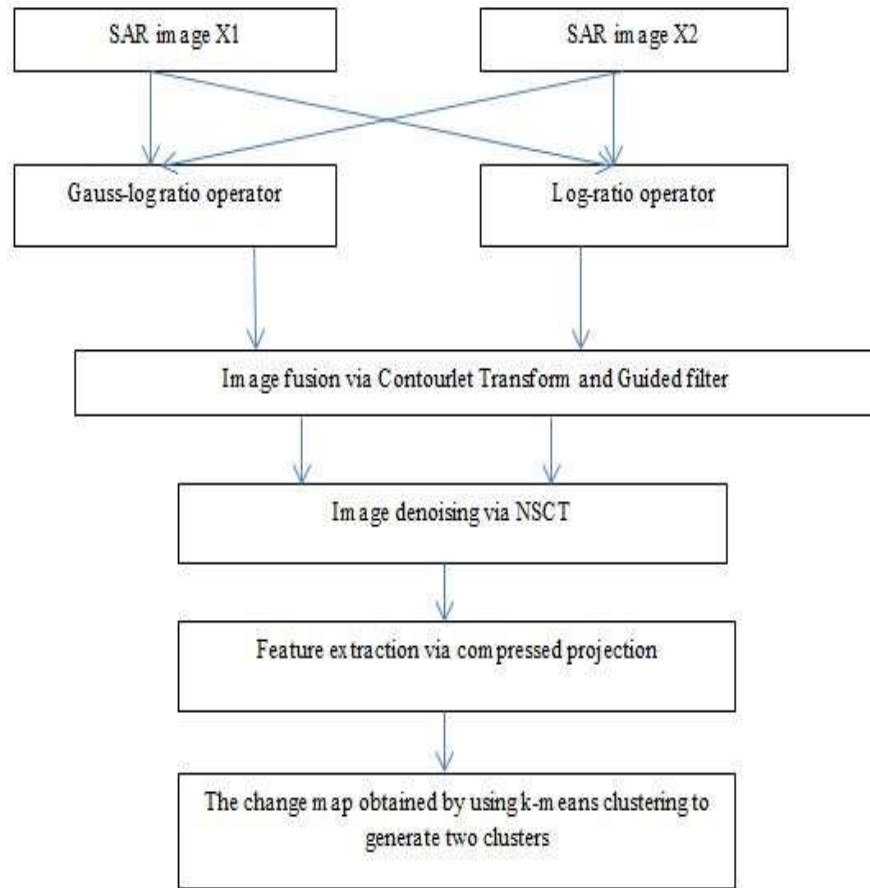 SAR image X1
SAR image X2
Gauss-log ratio operator
Log-ratio operator
Image fusion via Contourlet Transform and Guided filter
Image denoising via NSCT
Feature extraction via compressed projection
The change map obtained by using k-means clustering to
generate two clusters